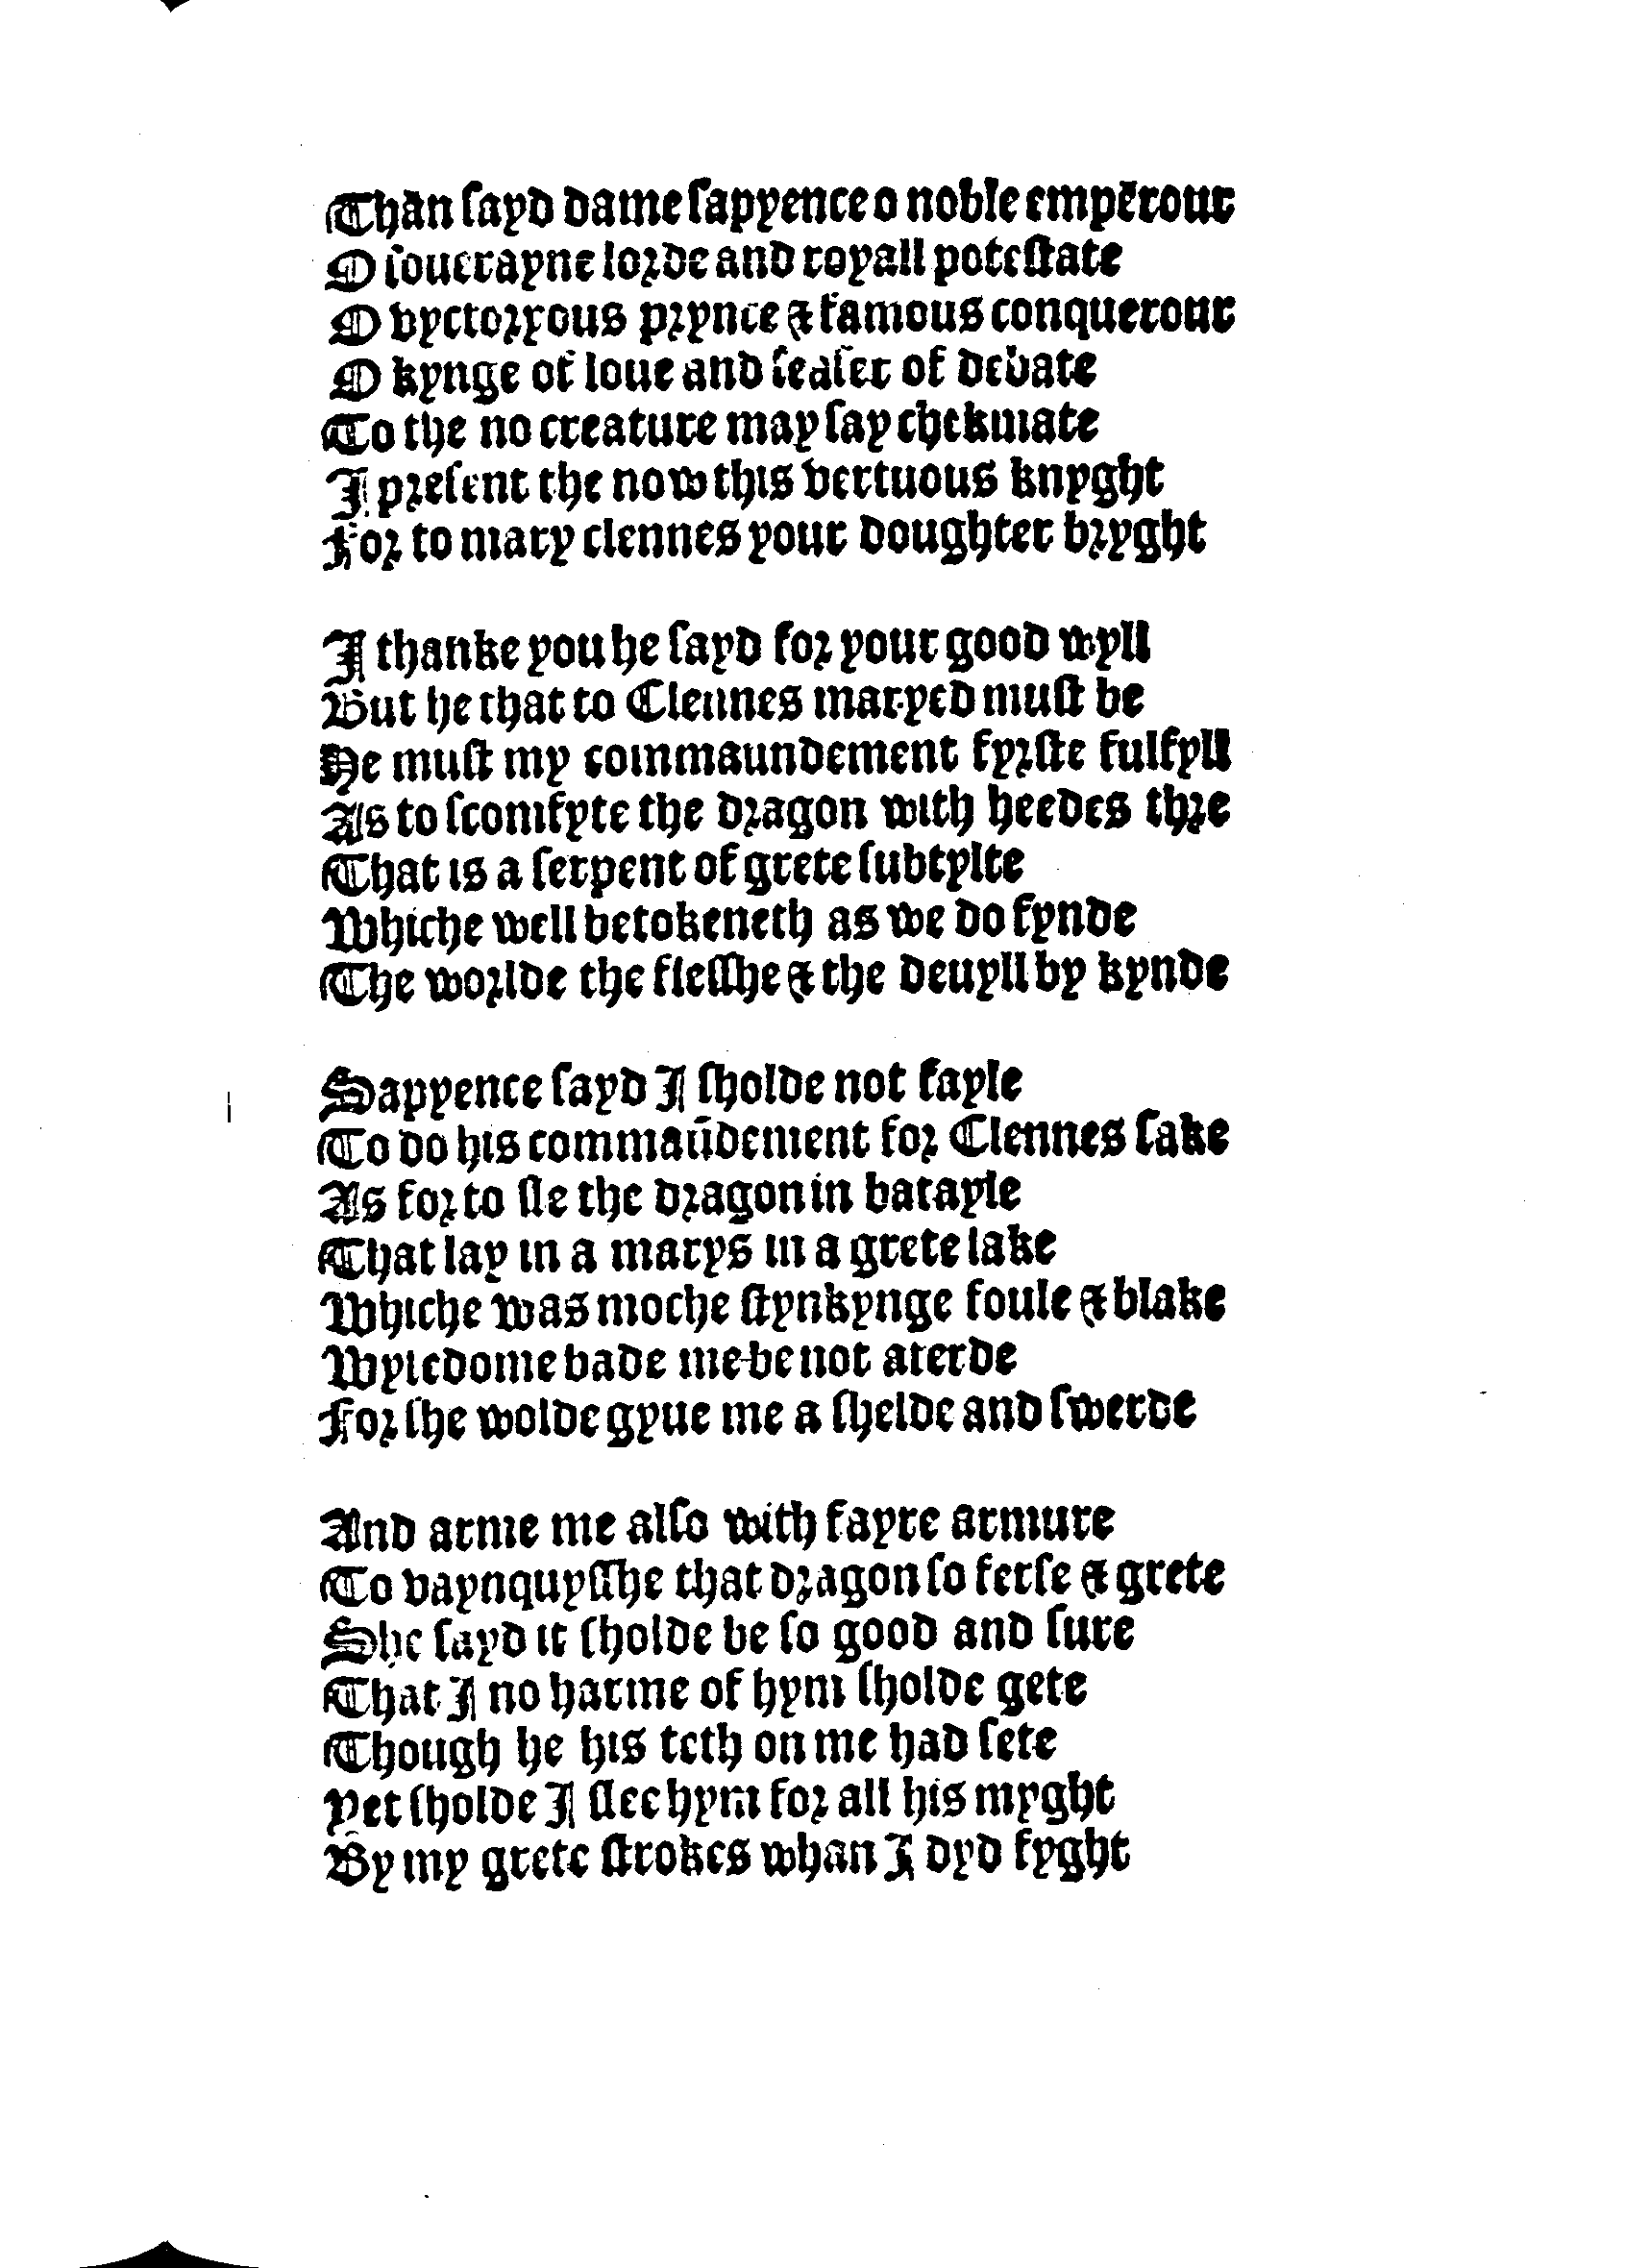 Than sayd dame sapyence o noble empērour
O souerayne lorde and royall potestate
O vyctoryous prynce & famous conquerour
O kynge of loue and seaser of debate
To the no creature may say chekmate
I present the now this vertuous knyght
For to mary clennes your doughter bryght

I thanke you he sayd for your good wyll
But he that to Clennes maryed must be
He must my commaundement fyrste fulfyll
As to scomfyte the dragon with heedes thre
That is a serpent of grete subtylte
Whiche well betokeneth as we do fynde
The worlde the flesshe & the deuyll by kynde

Sapyence sayd I sholde not fayle
To do his commaūdement for Clennes sake
As for to sle the dragon in batayle
That lay in a marys in a grete lake
Whiche was moche stynkynge foule & blake
Wysedome bade me be not aferde
For she wolde gyue me a shelde and swerde

And arme me also with fayre armure
To vaynquysshe that dragon so ferse & grete
She sayd it sholde be so good and sure
That I no harme of hym sholde gete
Though he his teth on me had sete
Yet sholde I slee hym for all his myght
By my grete strokes whan I dyd fyght